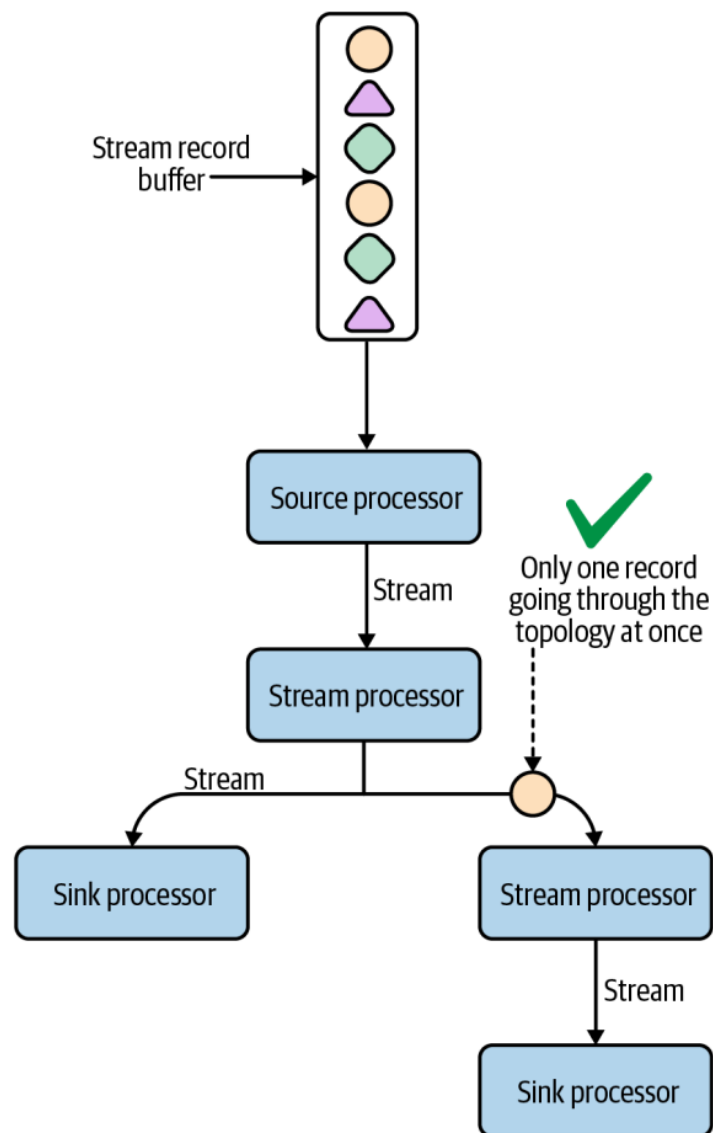 Stream record
buffer
Source processor
Only one record
going through the
topology at once
Stream
Stream processor
Stream
Sink processor
Stream processor
Stream
Sink processor